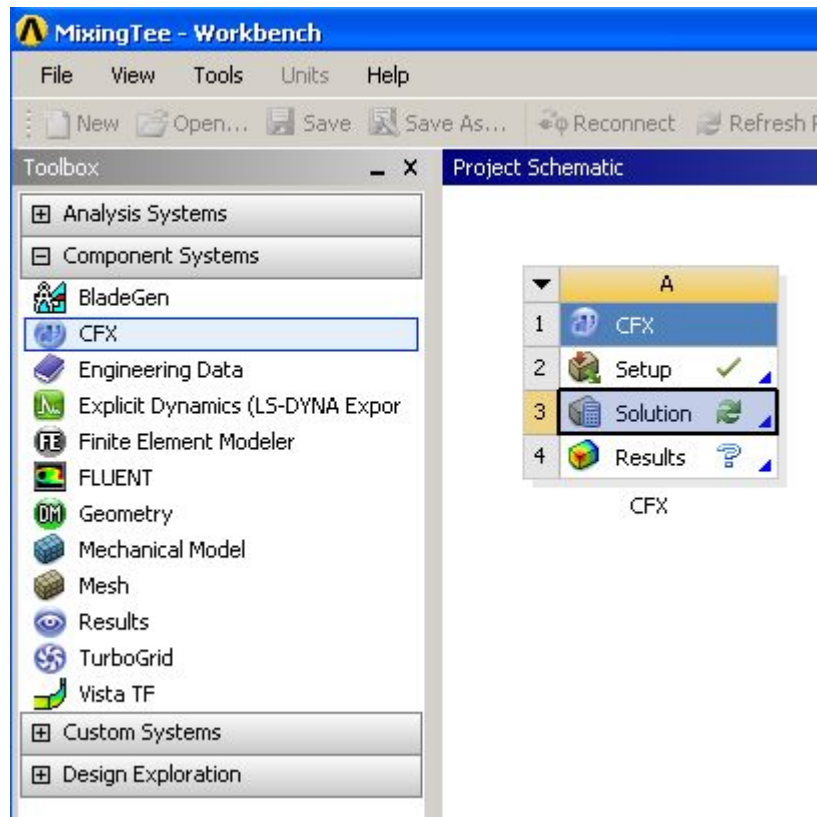 MixingTee - Workbench
File View Tools Units Help
New Open... Save Save As... Reconnect Refresh
Toolbox
Project Schematic
Analysis Systems
Component Systems
BladeGen
CFX
Engineering Data
Explicit Dynamics (LS-DYNA Expor
Finite Element Modeler
FE
FLUENT
DM
Geometry
Mechanical Model
Mesh
Results
TurboGrid
Vista TF
Custom Systems
Design Exploration
A
1 CFX
2 Setup
3 Solution
4 Results ?
CFX